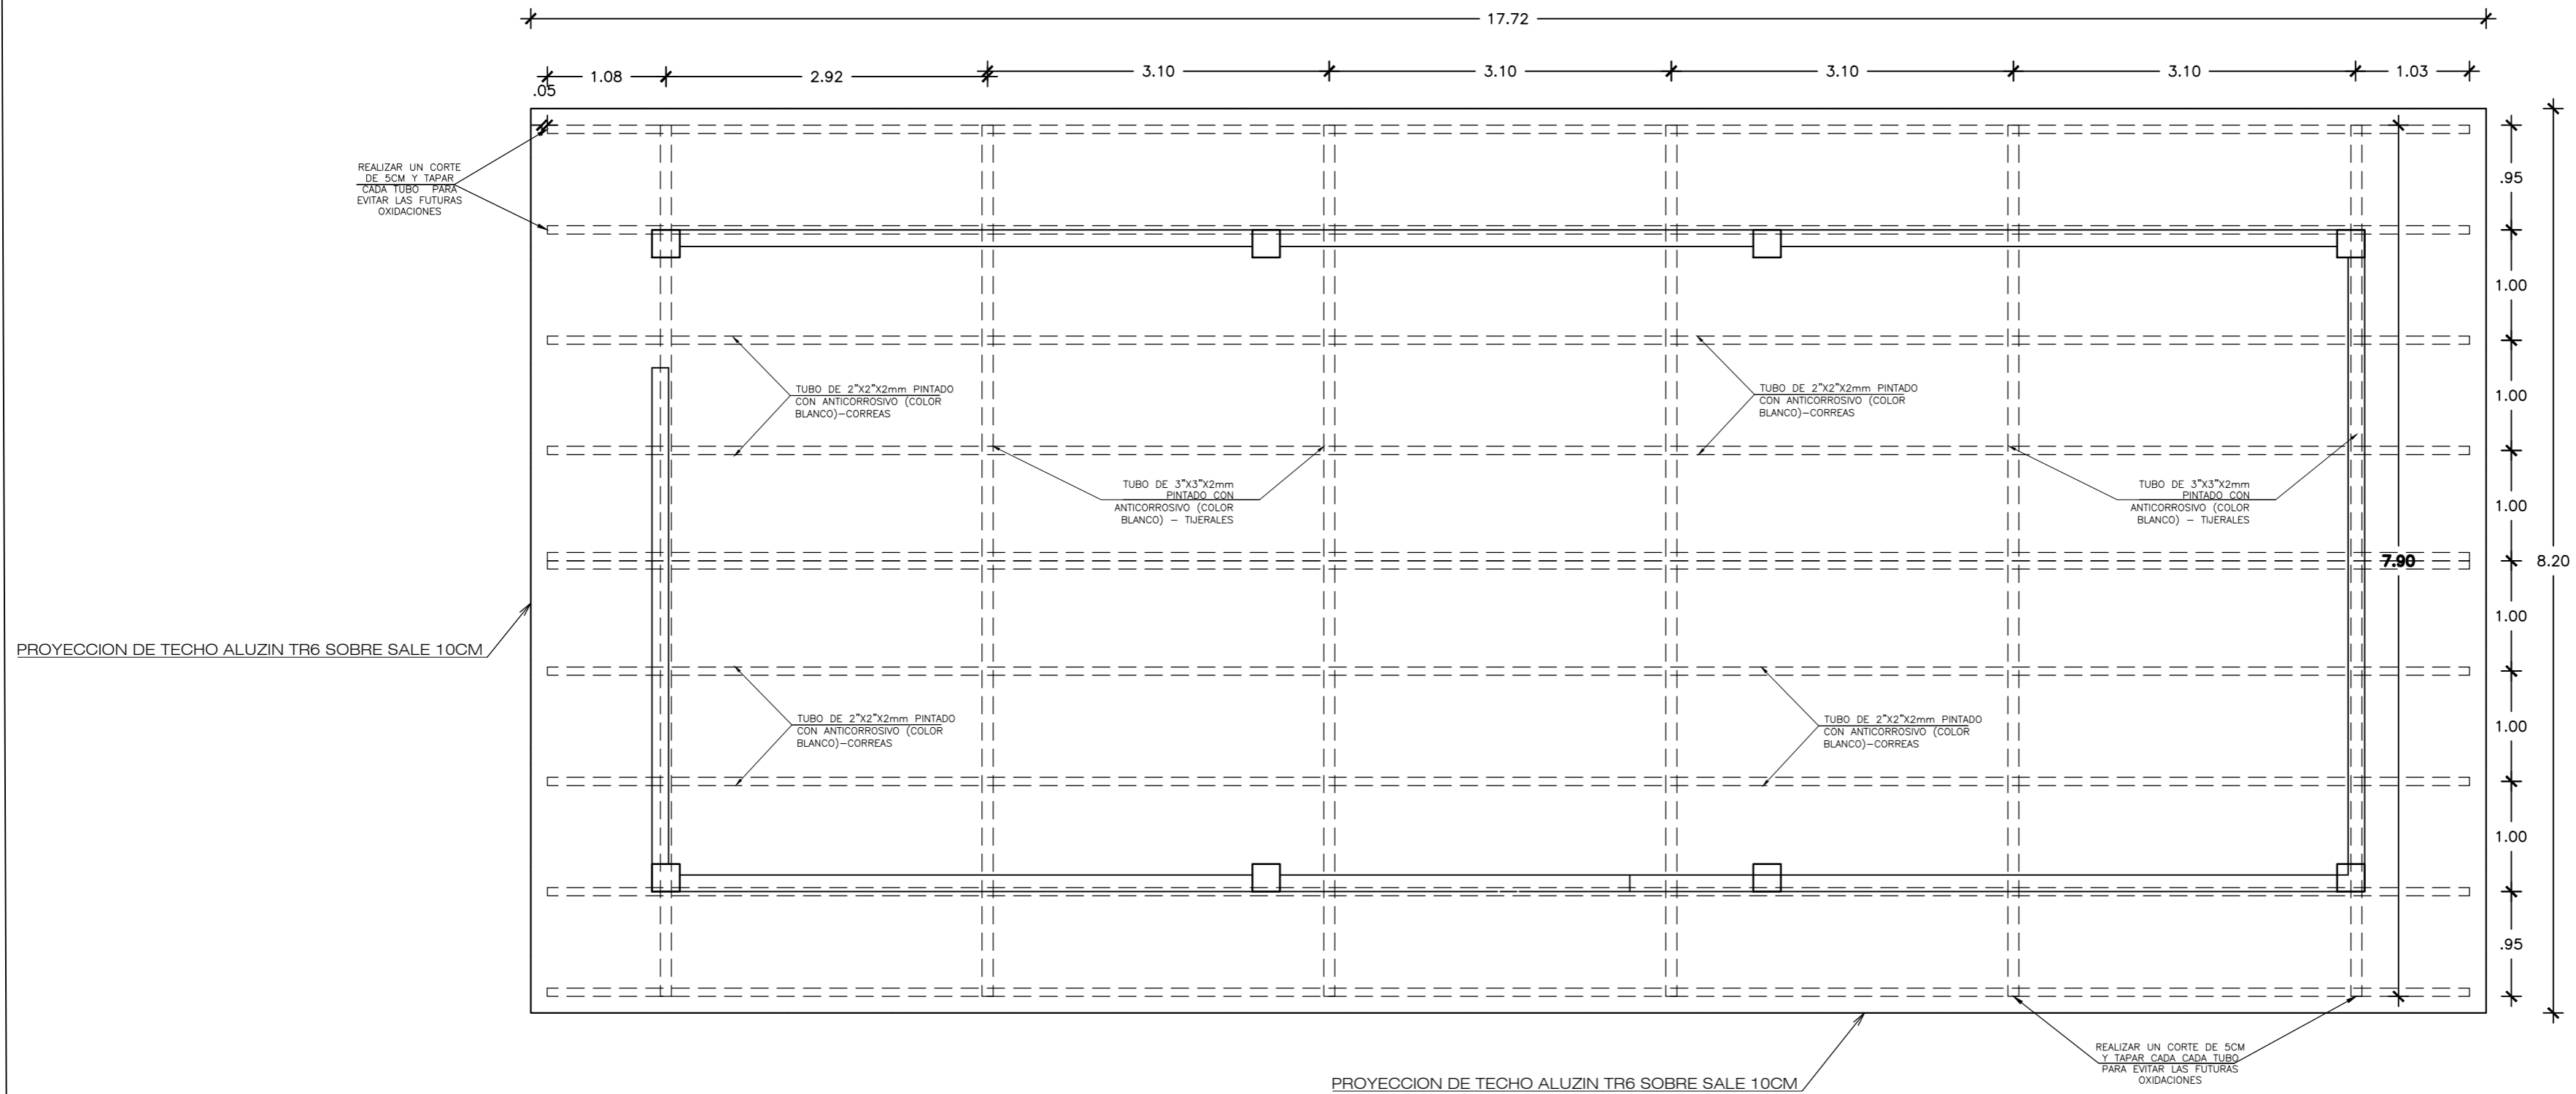 17.72
1.08
2.92
3.10
3.10
3.10
3.10
1.03
.05
REALIZAR UN CORTE
DE 5CM Y TAPAR
CADA TUBO PARA
EVITAR LAS FUTURAS
OXIDACIONES
.95
1.00
1.00
1.00
1.00
1.00
1.00
.95
7.90
8.20
TUBO DE 2"X2"X2mm PINTADO
CON ANTICORROSIVO (COLOR
BLANCO)-CORREAS
TUBO DE 2"X2"X2mm PINTADO
CON ANTICORROSIVO (COLOR
BLANCO)-CORREAS
TUBO DE 3"X3"X2mm
PINTADO CON
ANTICORROSIVO (COLOR
BLANCO) - TIJERALES
TUBO DE 3"X3"X2mm
PINTADO CON
ANTICORROSIVO (COLOR
BLANCO) - TIJERALES
PROYECCION DE TECHO ALUZIN TR6 SOBRE SALE 10CM
TUBO DE 2"X2"X2mm PINTADO
CON ANTICORROSIVO (COLOR
BLANCO)-CORREAS
TUBO DE 2"X2"X2mm PINTADO
CON ANTICORROSIVO (COLOR
BLANCO)-CORREAS
REALIZAR UN CORTE DE 5CM
Y TAPAR CADA CADA TUBO
PARA EVITAR LAS FUTURAS
OXIDACIONES
PROYECCION DE TECHO ALUZIN TR6 SOBRE SALE 10CM